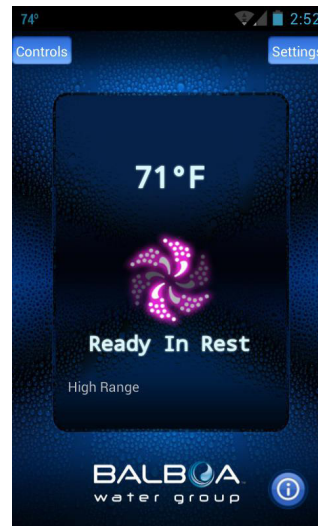 74°
2:52
Controls
Settings
71°F
Ready In Rest
High Range
BALBOA
water group
i